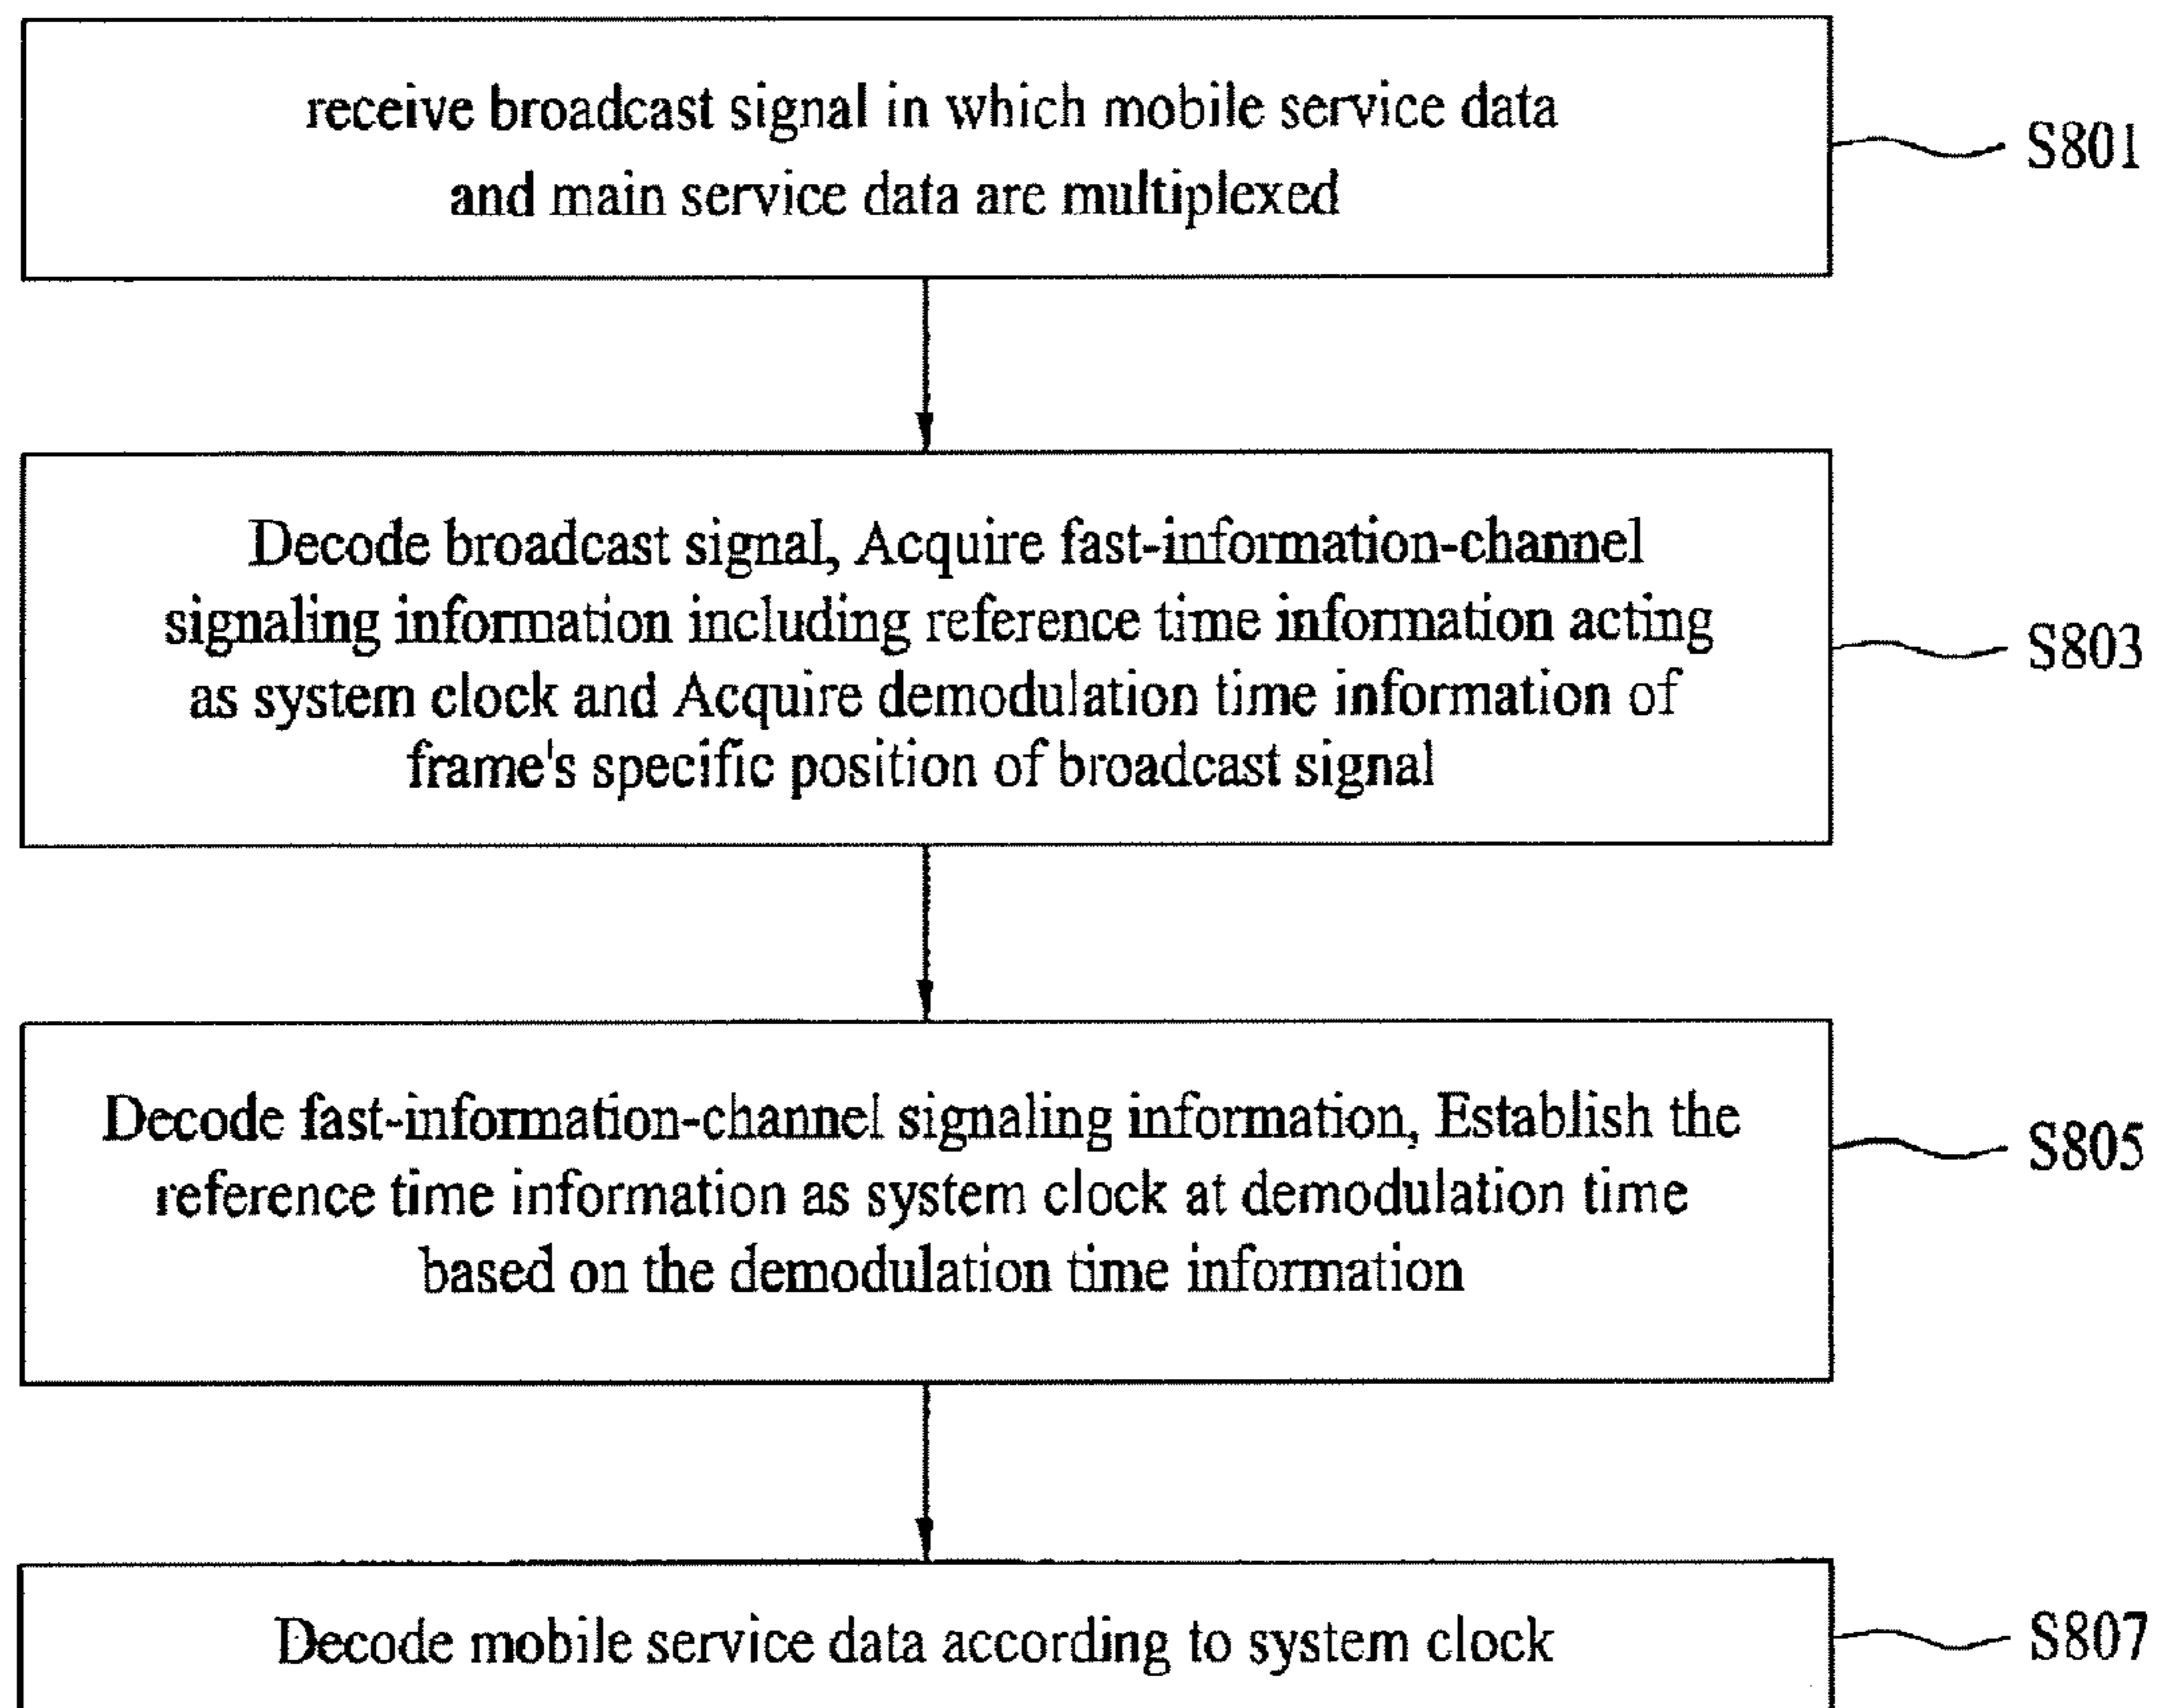 receive broadcast signal in which mobile service data
and main service data are multiplexed
S801
Decode broadcast signal, Acquire fast-information-channel
signaling information including reference time information acting
as system clock and Acquire demodulation time information of
frame's specific position of broadcast signal
S803
Decode fast-information-channel signaling information, Establish the
reference time information as system clock at demodulation time
based on the demodulation time information
S805
Decode mobile service data according to system clock
S807